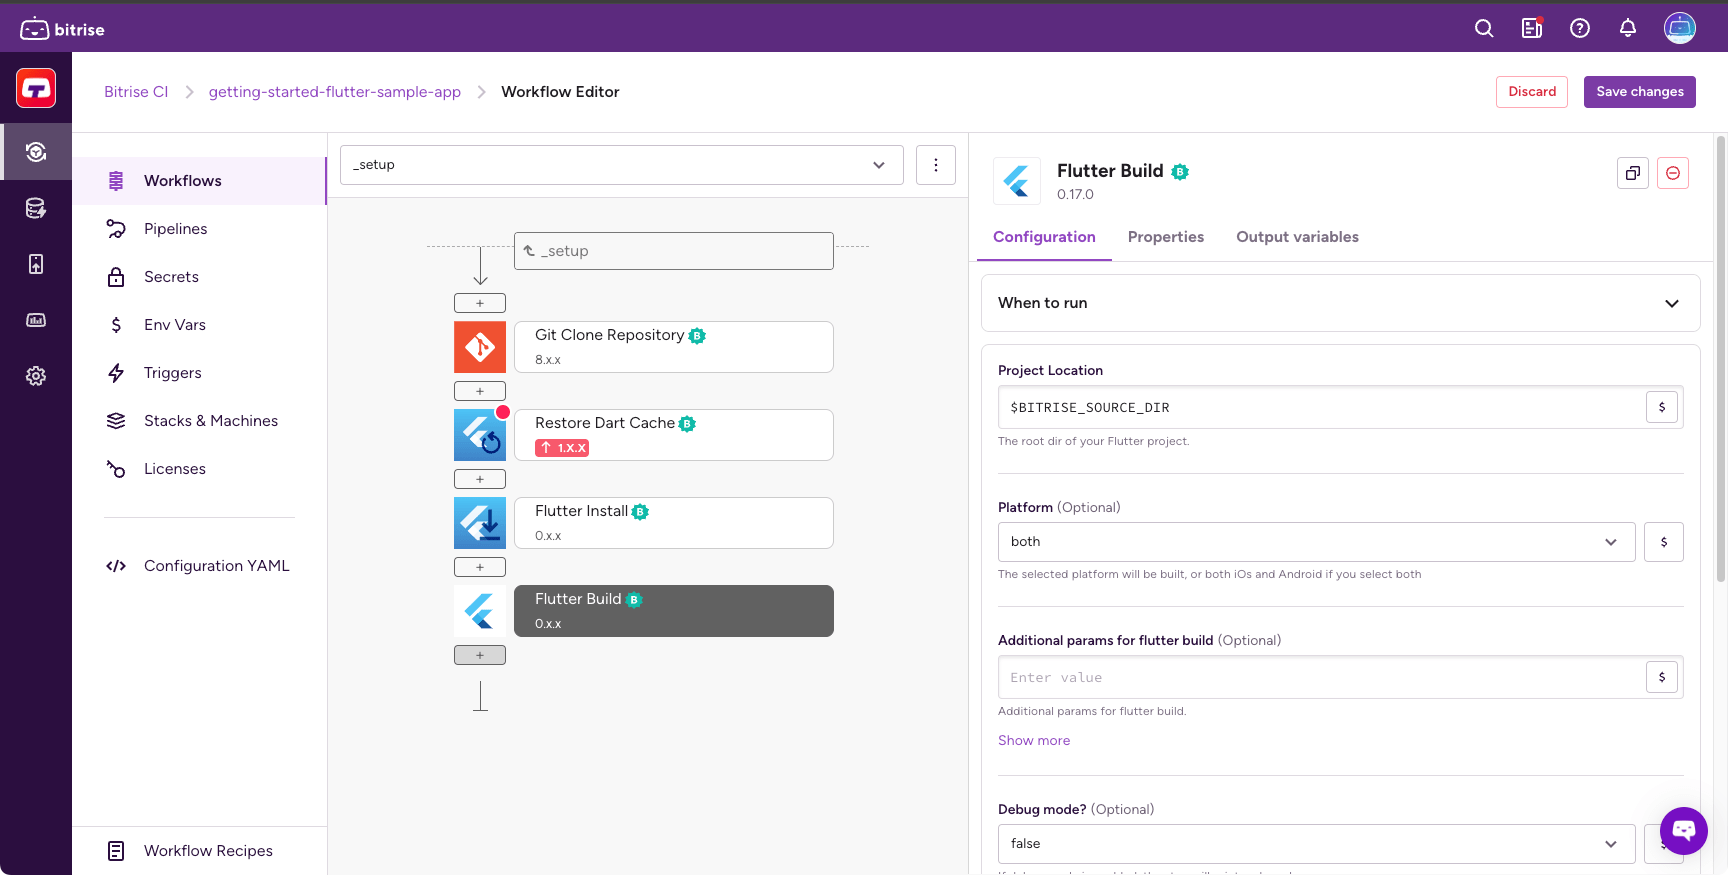 bitrise
Bitrise CI
getting-started-flutter-sample-app
Workflow Editor
Discard
Save changes
Workflows
Pipelines
Secrets
$ Env Vars
Triggers
Stacks & Machines
Licenses
</> Configuration YAML
Workflow Recipes
_setup
_setup
+
Git Clone Repository B
8.x.x
+
Restore Dart Cache B
1.X.X
+
Flutter Install B
0.x.x
+
Flutter Build B
0.x.x
+
Flutter Build B
0.17.0
Configuration
Properties
Output variables
When to run
Project Location
$BITRISE_SOURCE_DIR
$
The root dir of your Flutter project.
Platform (Optional)
both
$
The selected platform will be built, or both iOs and Android if you select both
Additional params for flutter build (Optional)
Enter value
$
Additional params for flutter build.
Show more
Debug mode? (Optional)
false